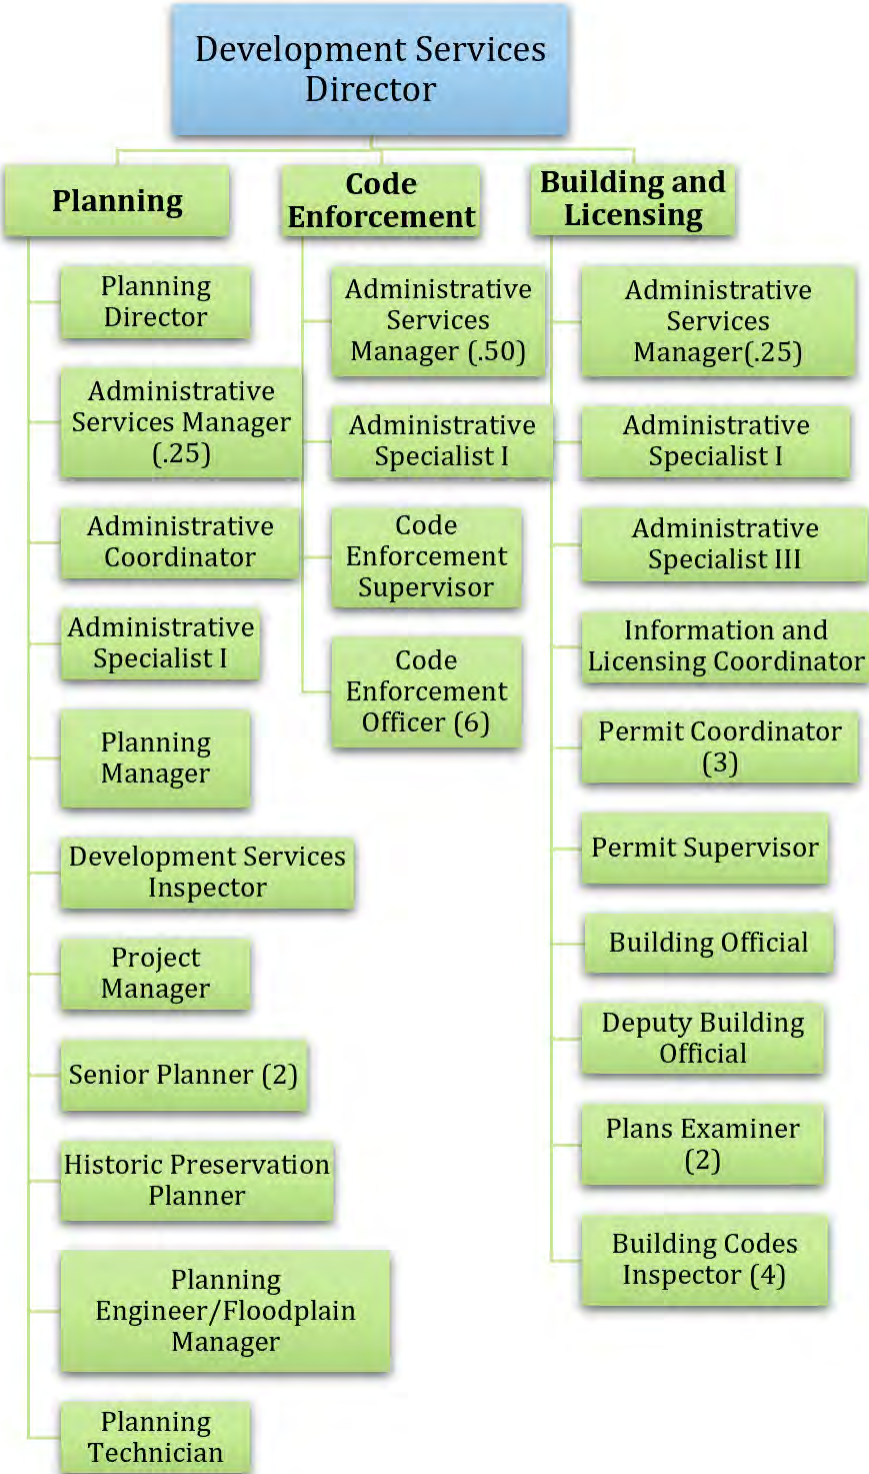 Development Services
Director
Planning
Code
Enforcement
Building and
Licensing
Planning
Director
Administrative
Services Manager
(.25)
Administrative
Coordinator
Administrative
Specialist I
Planning
Manager
Development Services
Inspector
Project
Manager
Senior Planner (2)
Historic Preservation
Planner
Planning
Engineer/Floodplain
Manager
Planning
Technician
Administrative
Services
Manager (.50)
Administrative
Specialist I
Code
Enforcement
Supervisor
Code
Enforcement
Officer (6)
Administrative
Services
Manager(.25)
Administrative
Specialist I
Administrative
Specialist III
Information and
Licensing Coordinator
Permit Coordinator
(3)
Permit Supervisor
Building Official
Deputy Building
Official
Plans Examiner
(2)
Building Codes
Inspector (4)